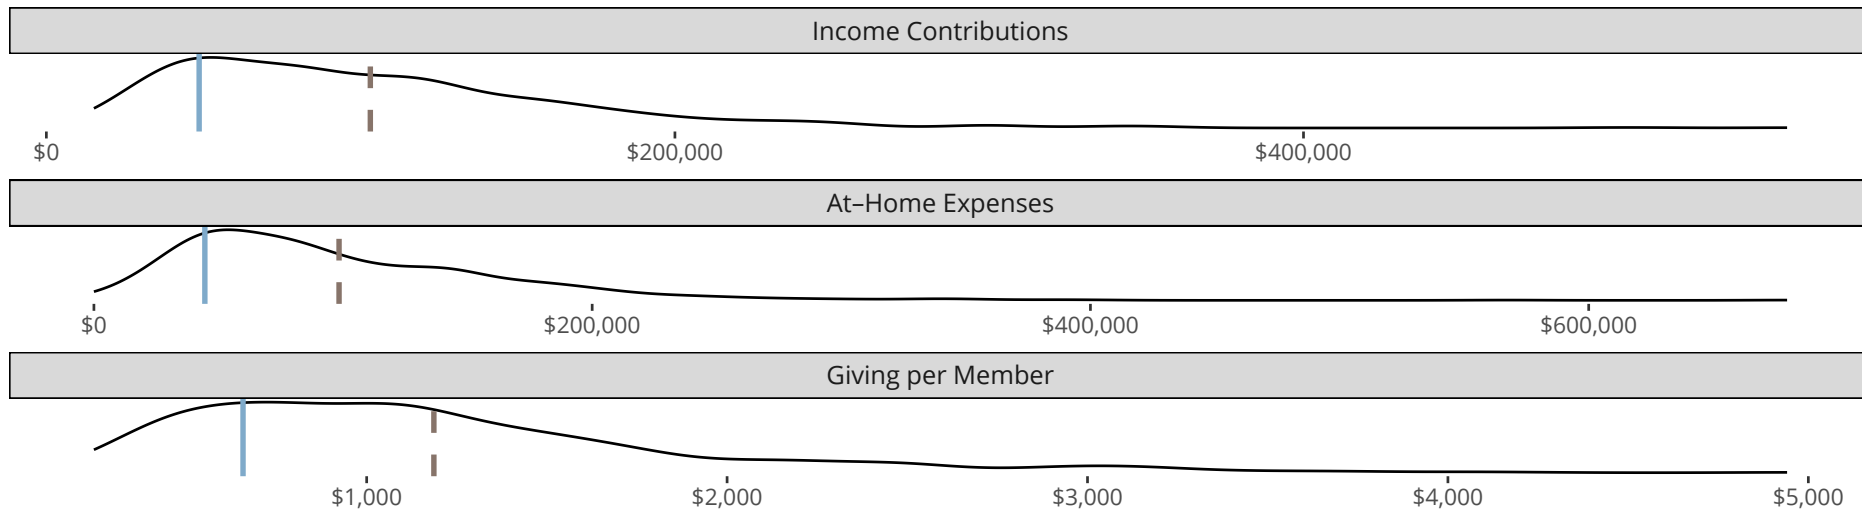 Income Contributions
$0 $200,000 $400,000
At–Home Expenses
$0 $200,000 $400,000 $600,000
Giving per Member
$1,000 $2,000 $3,000 $4,000 $5,000